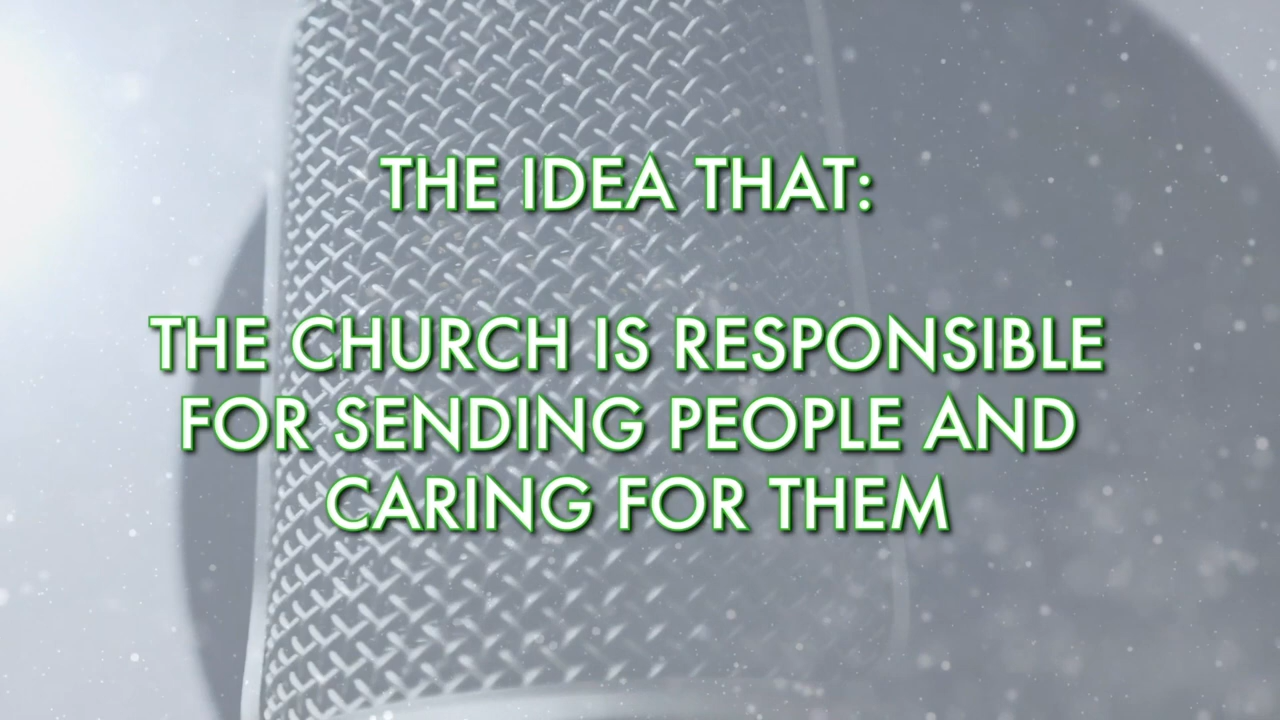 THE IDEA THAT:
THE CHURCH IS RESPONSIBLE
FOR SENDING PEOPLE AND
CARING FOR THEM